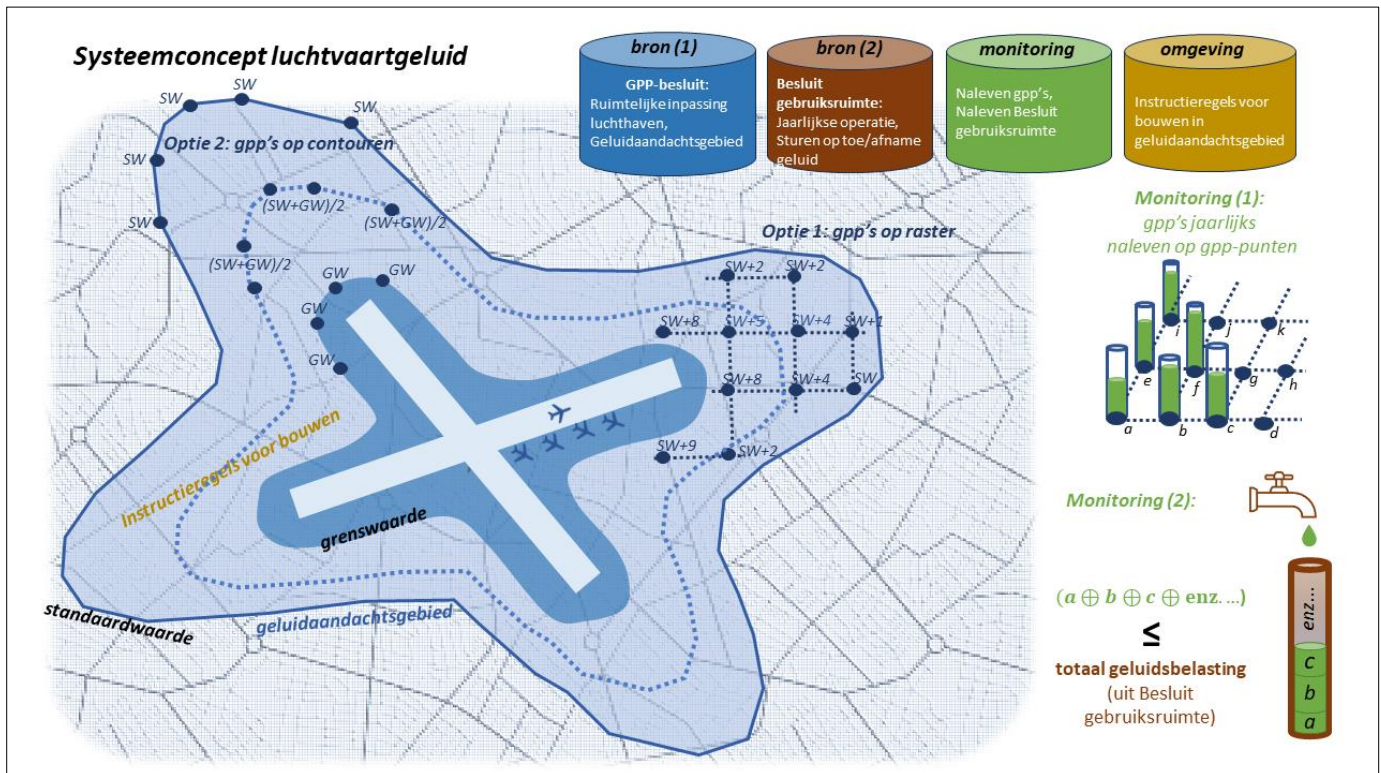 Systeemconcept luchtvaartgeluid
bron (1)
GPP-besluit:
Ruimtelijke inpassing
luchthaven,
Geluidaandachtsgebied
bron (2)
Besluit
gebruiksruimte:
Jaarlijkse operatie,
Sturen op toe/afname
geluid
monitoring
Naleven gpp's,
Naleven Besluit
gebruiksruimte
omgeving
Instructieregels voor
bouwen in
geluidaandachtsgebied
SW
SW
SW
Optie 2: gpp's op contouren
SW
SW
(SW+GW)/2
(SW+GW)/2
(SW+GW)/2
GW
GW
GW
GW
Optie 1: gpp's op raster
SW+2
SW+2
SW+8
SW+5
SW+4
SW+1
SW+8
SW+4
SW
SW+9
SW+2
Instructieregels voor bouwen
grenswaarde
standaardwaarde
geluidaandachtsgebied
Monitoring (1):
gpp's jaarlijks
naleven op gpp-punten
i
j
k
e
f
g
h
a
b
c
d
Monitoring (2):
(a ⊕ b ⊕ c ⊕ enz. ...)
≤
totaal geluidsbelasting
(uit Besluit
gebruiksruimte)
enz...
c
b
a